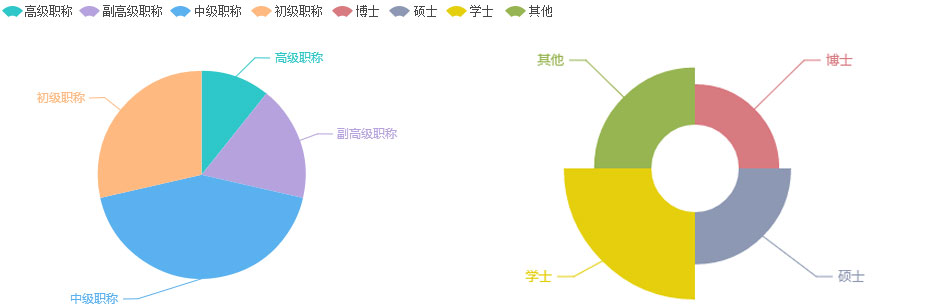 高级职称 副高级职称 中级职称 初级职称 博士 硕士 学士 其他
高级职称
其他
博士
初级职称
副高级职称
学士
硕士
中级职称